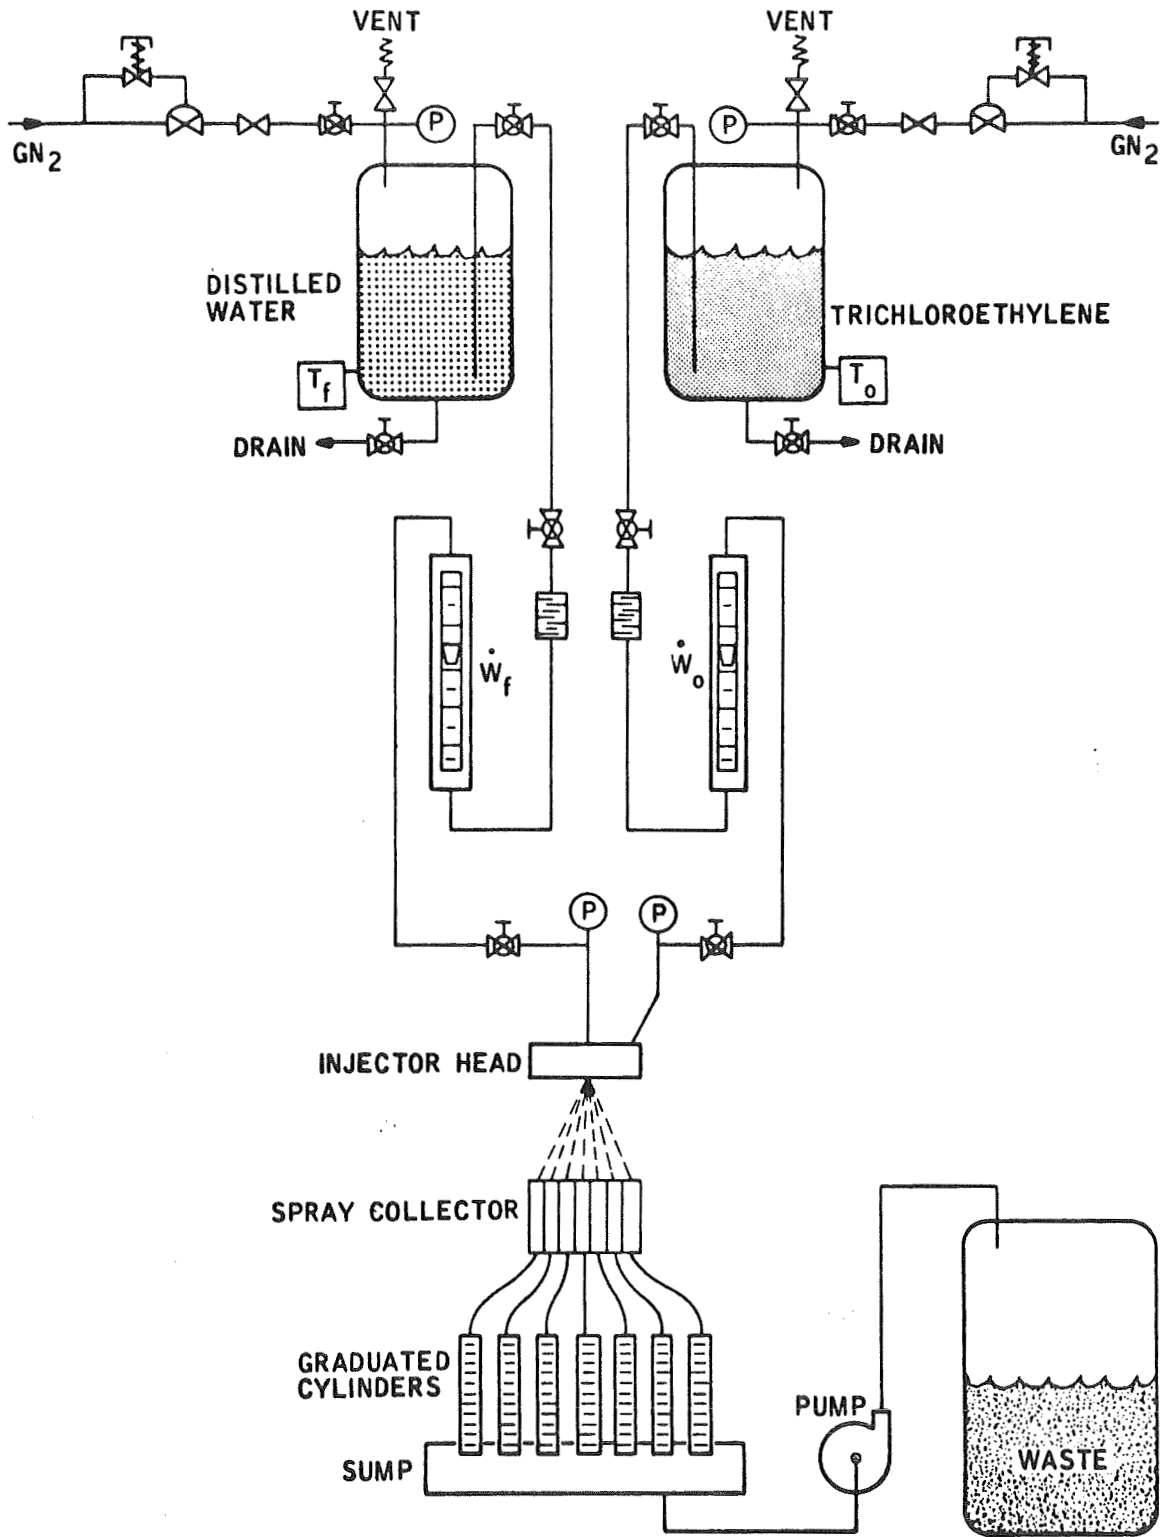 VENT
VENT
P
P
GN2
GN2
DISTILLED
WATER
TRICHLOROETHYLENE
Tf
To
DRAIN
DRAIN
Ẇf
Ẇo
P
P
INJECTOR HEAD
SPRAY COLLECTOR
GRADUATED
CYLINDERS
PUMP
SUMP
WASTE